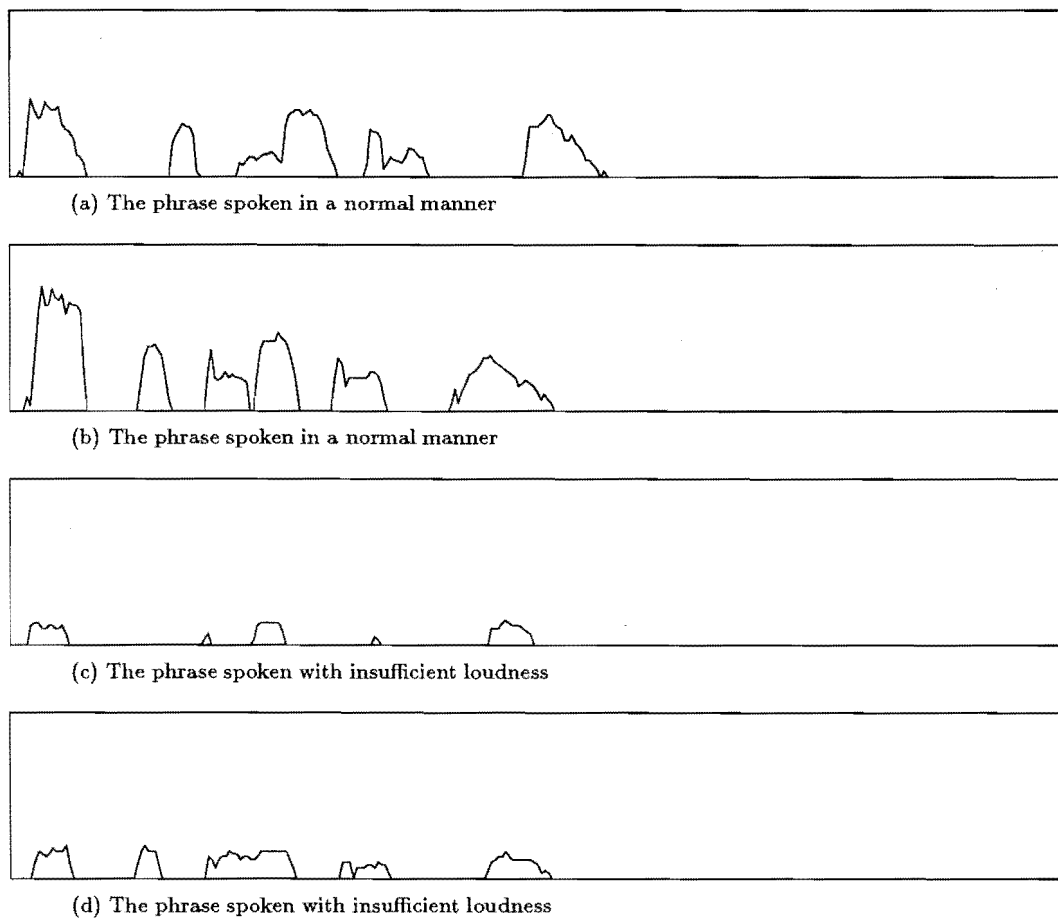 (a) The phrase spoken in a normal manner
(b) The phrase spoken in a normal manner
(c) The phrase spoken with insufficient loudness
(d) The phrase spoken with insufficient loudness